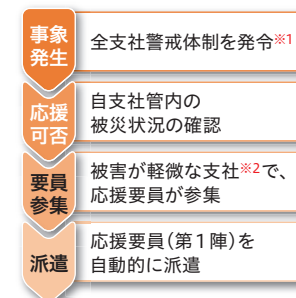 事象
発生
全支社警戒体制を発令※1
応援
可否
自支社管内の
被災状況の確認
要員
参集
被害が軽微な支社※2で、
応援要員が参集
派遣
応援要員(第1陣)を
自動的に派遣